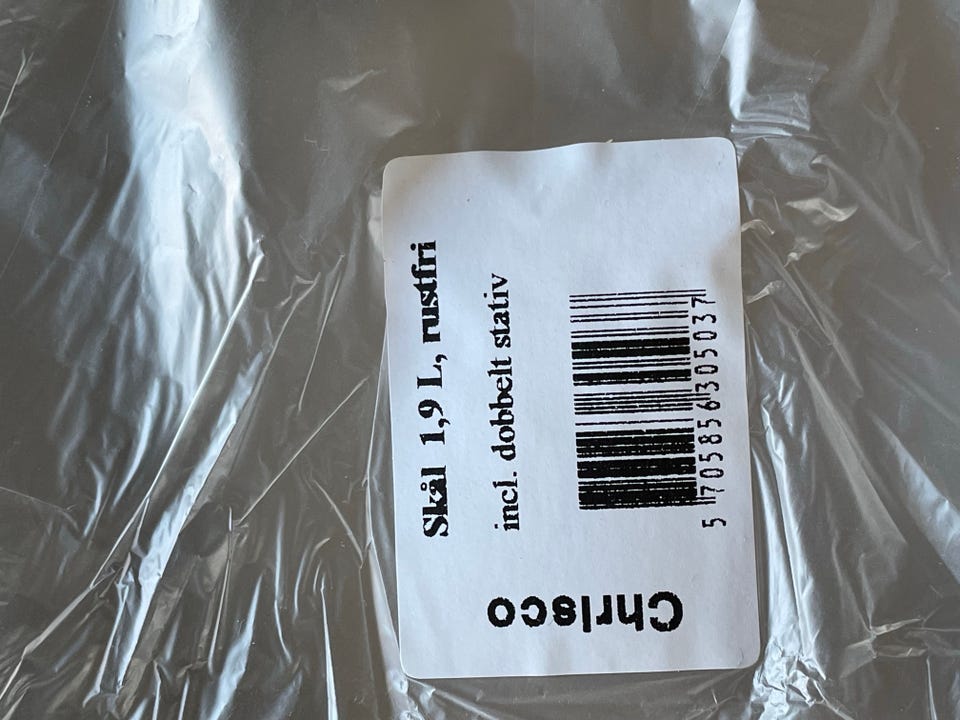 Skål 1,9 L, rustfri
incl. dobbelt stativ
5 705856 305037
Chrisco